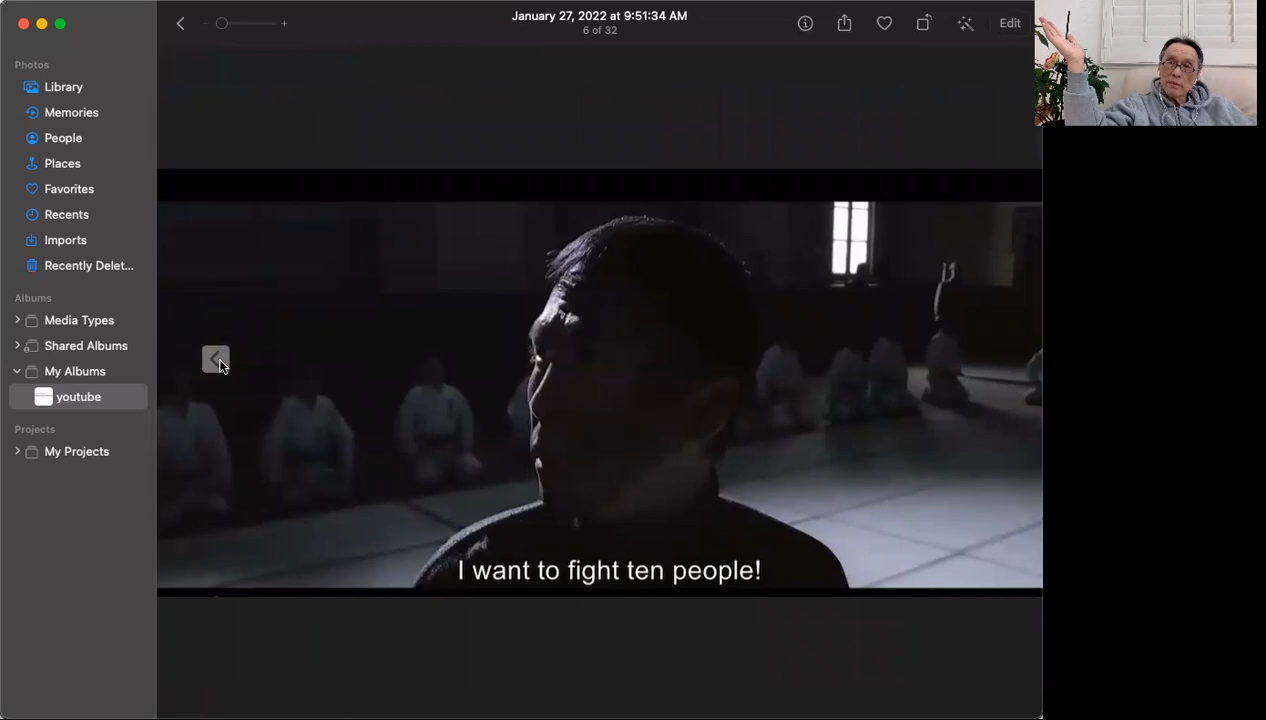 January 27, 2022 at 9:51:34 AM
6 of 32
Edit
Photos
Library
Memories
People
Places
Favorites
Recents
Imports
Recently Delet...
Albums
Media Types
Shared Albums
My Albums
youtube
Projects
My Projects
I want to fight ten people!